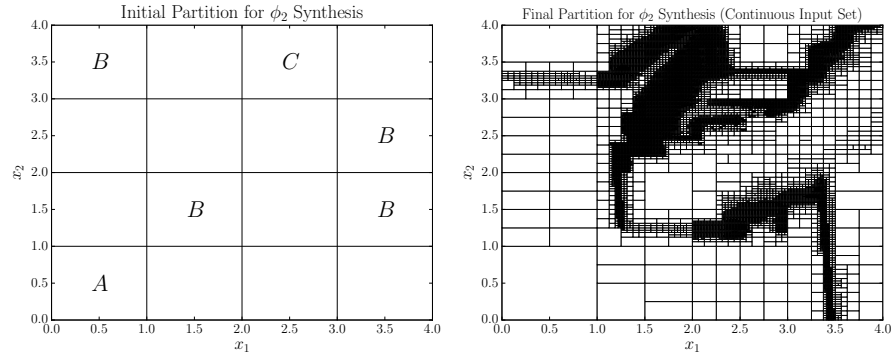 Initial Partition for ϕ₂ Synthesis
4.0
3.5
3.0
2.5
2.0
1.5
1.0
0.5
0.0
x₂
B
C
B
B
B
A
0.0 0.5 1.0 1.5 2.0 2.5 3.0 3.5 4.0
x₁
Final Partition for ϕ₂ Synthesis (Continuous Input Set)
4.0
3.5
3.0
2.5
2.0
1.5
1.0
0.5
0.0
x₂
0.0 0.5 1.0 1.5 2.0 2.5 3.0 3.5 4.0
x₁